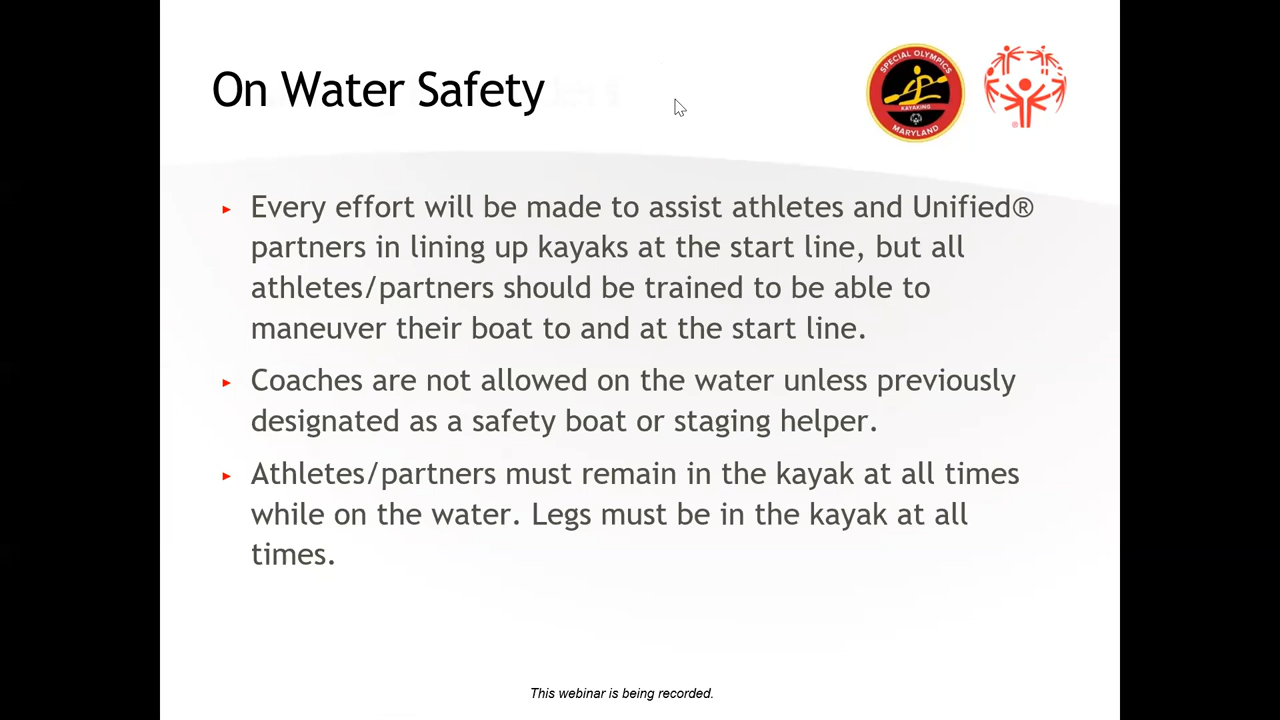 On Water Safety
SPECIAL OLYMPICS
KAYAKING
MARYLAND
®
▸ Every effort will be made to assist athletes and Unified®
partners in lining up kayaks at the start line, but all
athletes/partners should be trained to be able to
maneuver their boat to and at the start line.
▸ Coaches are not allowed on the water unless previously
designated as a safety boat or staging helper.
▸ Athletes/partners must remain in the kayak at all times
while on the water. Legs must be in the kayak at all
times.
This webinar is being recorded.